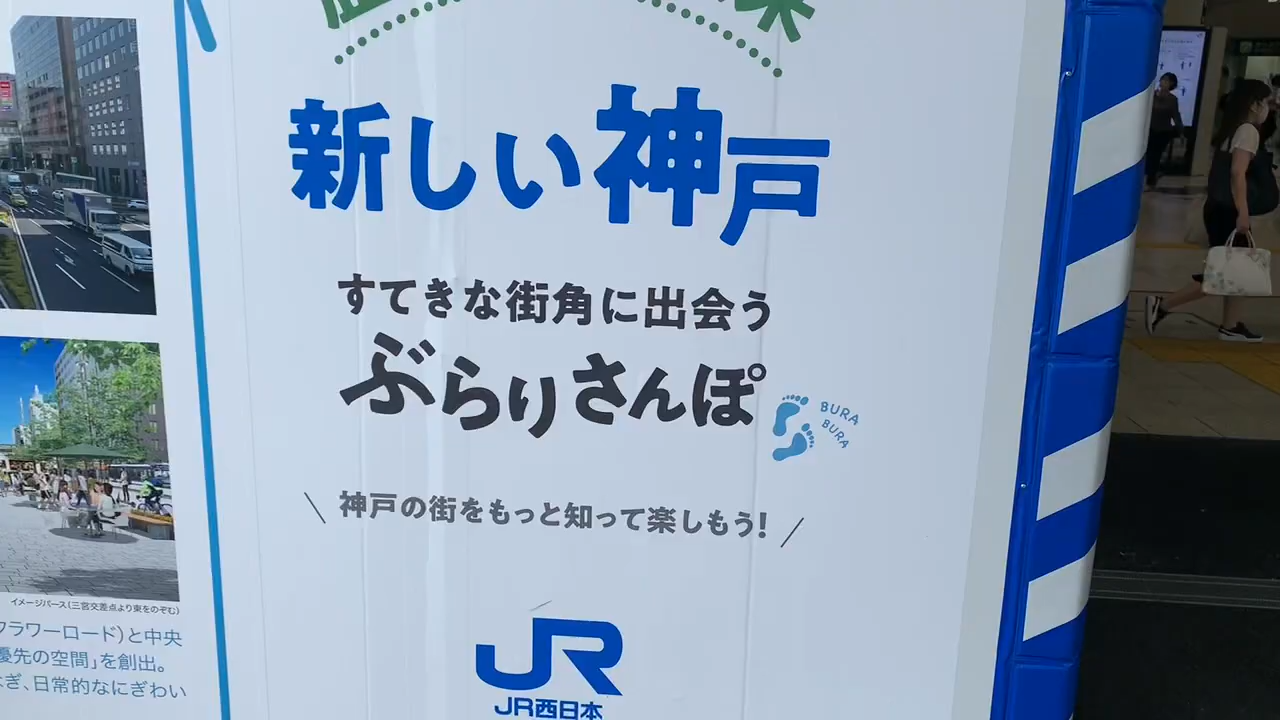 新しい神戸
すてきな街角に出会う
ぶらりさんぽ
BURA
BURA
神戸の街をもっと知って楽しもう!
JR
JR西日本
イメージパース(三宮交差点より東をのぞむ)
フラワーロード)と中央
優先の空間」を創出。
ぎ、日常的なにぎわい